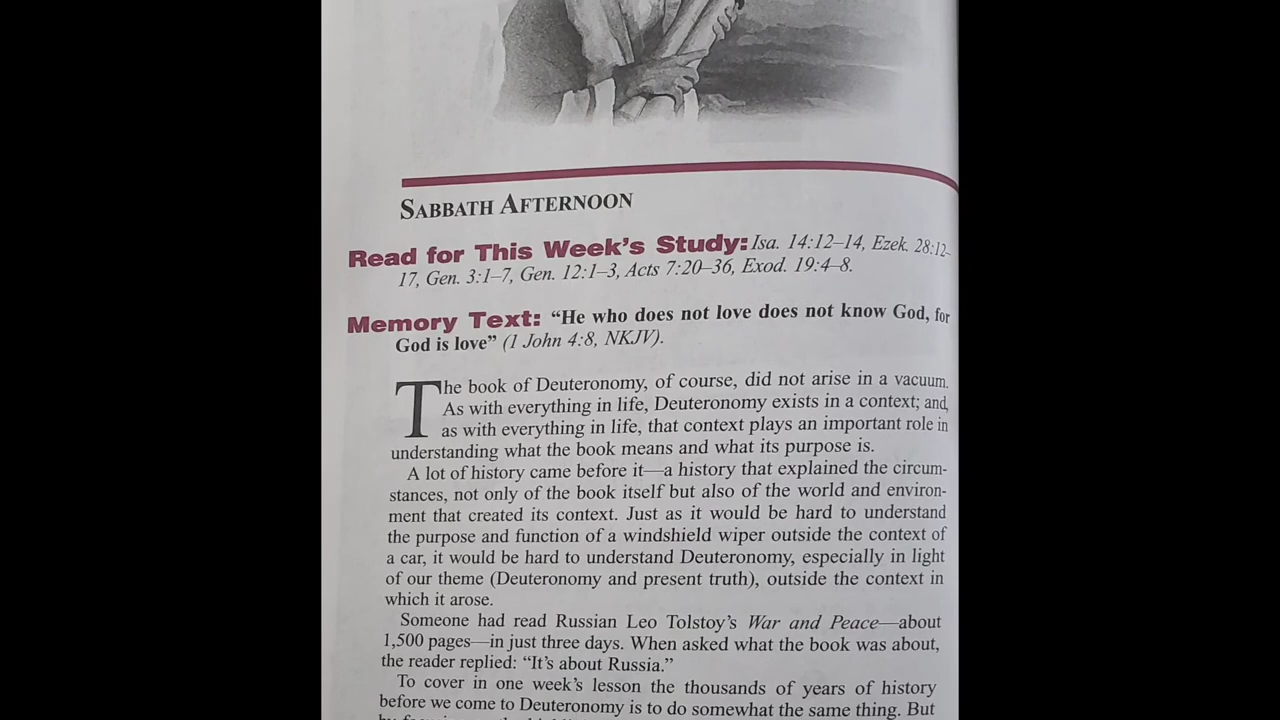 SABBATH AFTERNOON
Read for This Week's Study: Isa. 14:12–14, Ezek. 28:12–
17, Gen. 3:1–7, Gen. 12:1–3, Acts 7:20–36, Exod. 19:4–8.
Memory Text: “He who does not love does not know God, for
God is love” (1 John 4:8, NKJV).
The book of Deuteronomy, of course, did not arise in a vacuum.
As with everything in life, Deuteronomy exists in a context; and,
as with everything in life, that context plays an important role in
understanding what the book means and what its purpose is.
A lot of history came before it—a history that explained the circum-
stances, not only of the book itself but also of the world and environ-
ment that created its context. Just as it would be hard to understand
the purpose and function of a windshield wiper outside the context of
a car, it would be hard to understand Deuteronomy, especially in light
of our theme (Deuteronomy and present truth), outside the context in
which it arose.
Someone had read Russian Leo Tolstoy’s War and Peace—about
1,500 pages—in just three days. When asked what the book was about,
the reader replied: “It’s about Russia.”
To cover in one week’s lesson the thousands of years of history
before we come to Deuteronomy is to do somewhat the same thing. But